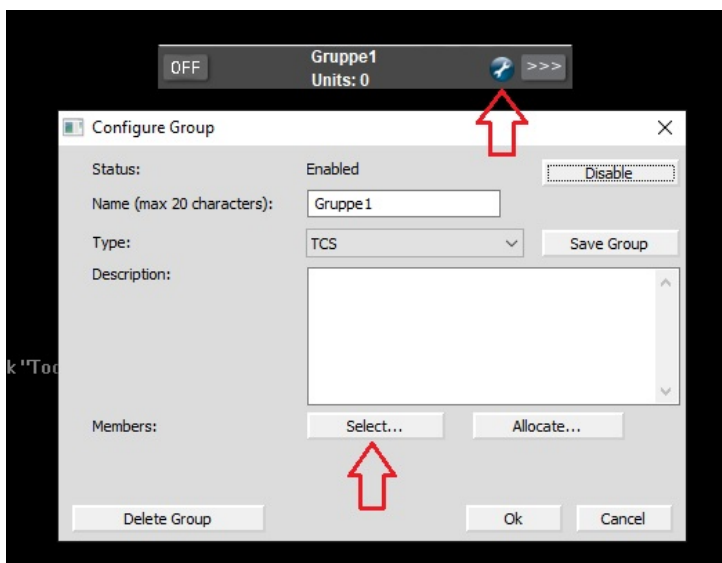 OFF
Gruppe1
Units: 0
>>>
Configure Group
Status:
Enabled
Disable
Name (max 20 characters):
Gruppe1
Type:
TCS
Save Group
Description:
k "Too
Members:
Select...
Allocate...
Delete Group
Ok
Cancel